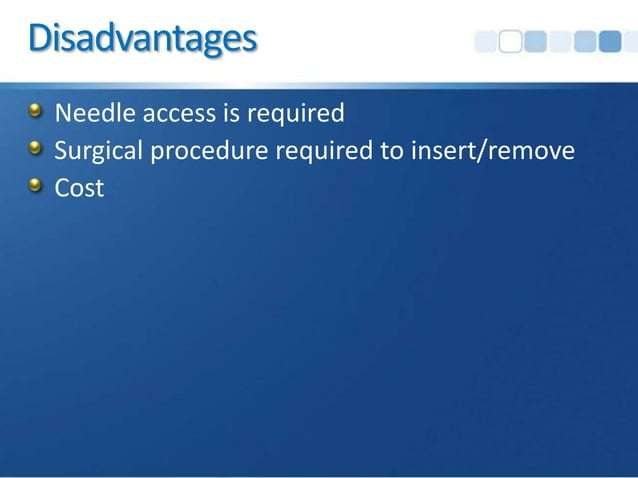 Disadvantages
Needle access is required
Surgical procedure required to insert/remove
Cost